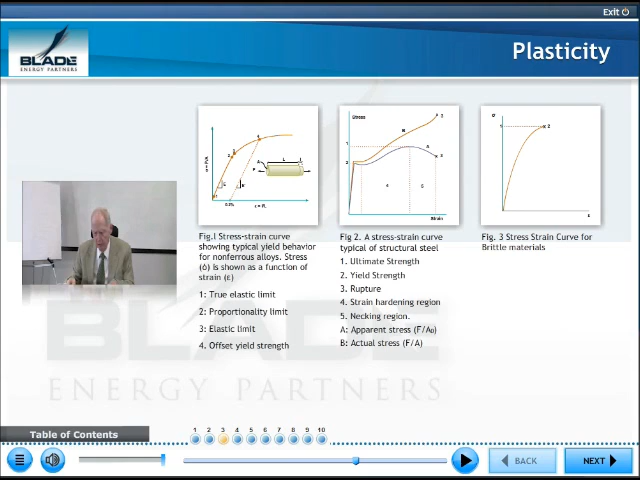 Exit
BLADE
ENERGY PARTNERS
Plasticity
Stress
Strain
0.2%
Fig.I Stress-strain curve
showing typical yield behavior
for nonferrous alloys. Stress
(δ) is shown as a function of
strain (ε)
1: True elastic limit
2: Proportionality limit
3: Elastic limit
4. Offset yield strength
Fig 2. A stress-strain curve
typical of structural steel
1. Ultimate Strength
2. Yield Strength
3. Rupture
4. Strain hardening region
5. Necking region.
A: Apparent stress (F/A₀)
B: Actual stress (F/A)
Fig. 3 Stress Strain Curve for
Brittle materials
BLADE
ENERGY PARTNERS
1 2 3 4 5 6 7 8 9 10
Table of Contents
BACK
NEXT